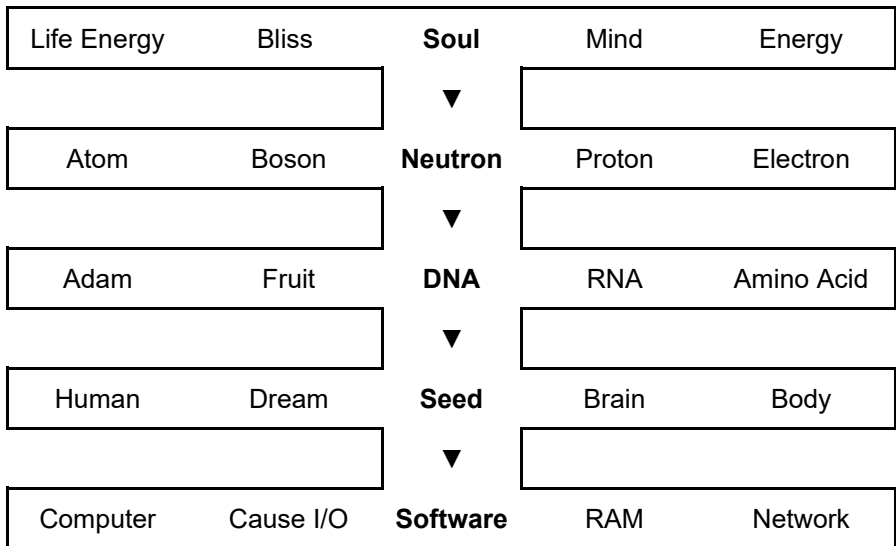 Life Energy Bliss Soul Mind Energy
▼
Atom Boson Neutron Proton Electron
▼
Adam Fruit DNA RNA Amino Acid
▼
Human Dream Seed Brain Body
▼
Computer Cause I/O Software RAM Network